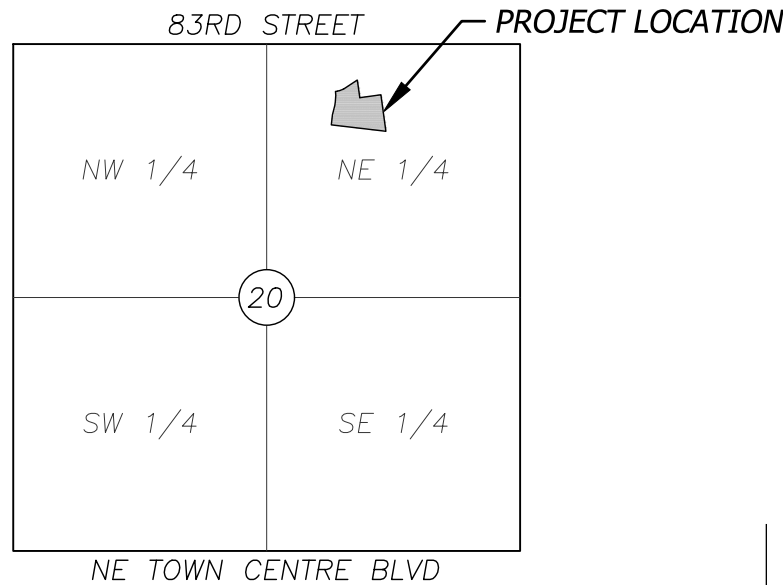 83RD STREET
PROJECT LOCATION
NW 1/4
NE 1/4
20
SW 1/4
SE 1/4
NE TOWN CENTRE BLVD